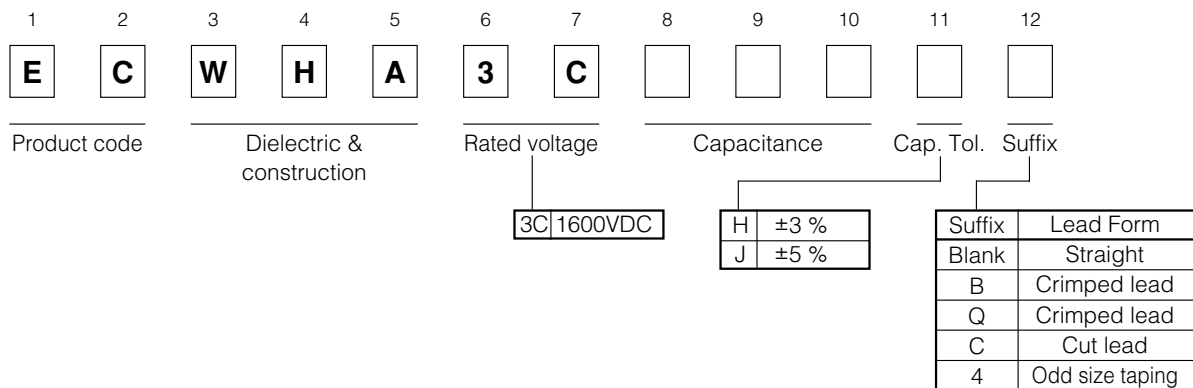 1 2 3 4 5 6 7 8 9 10 11 12
E C W H A 3 C
Product code Dielectric & construction Rated voltage Capacitance Cap. Tol. Suffix
3C 1600VDC
H ±3 %
J ±5 %
Suffix Lead Form
Blank Straight
B Crimped lead
Q Crimped lead
C Cut lead
4 Odd size taping